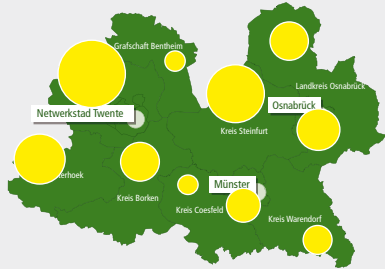 Grafschaft Bentheim
Landkreis Osnabrück
Osnabrück
Netwerkstad Twente
Kreis Steinfurt
Münster
Kreis Borken
Kreis Coesfeld
Kreis Warendorf